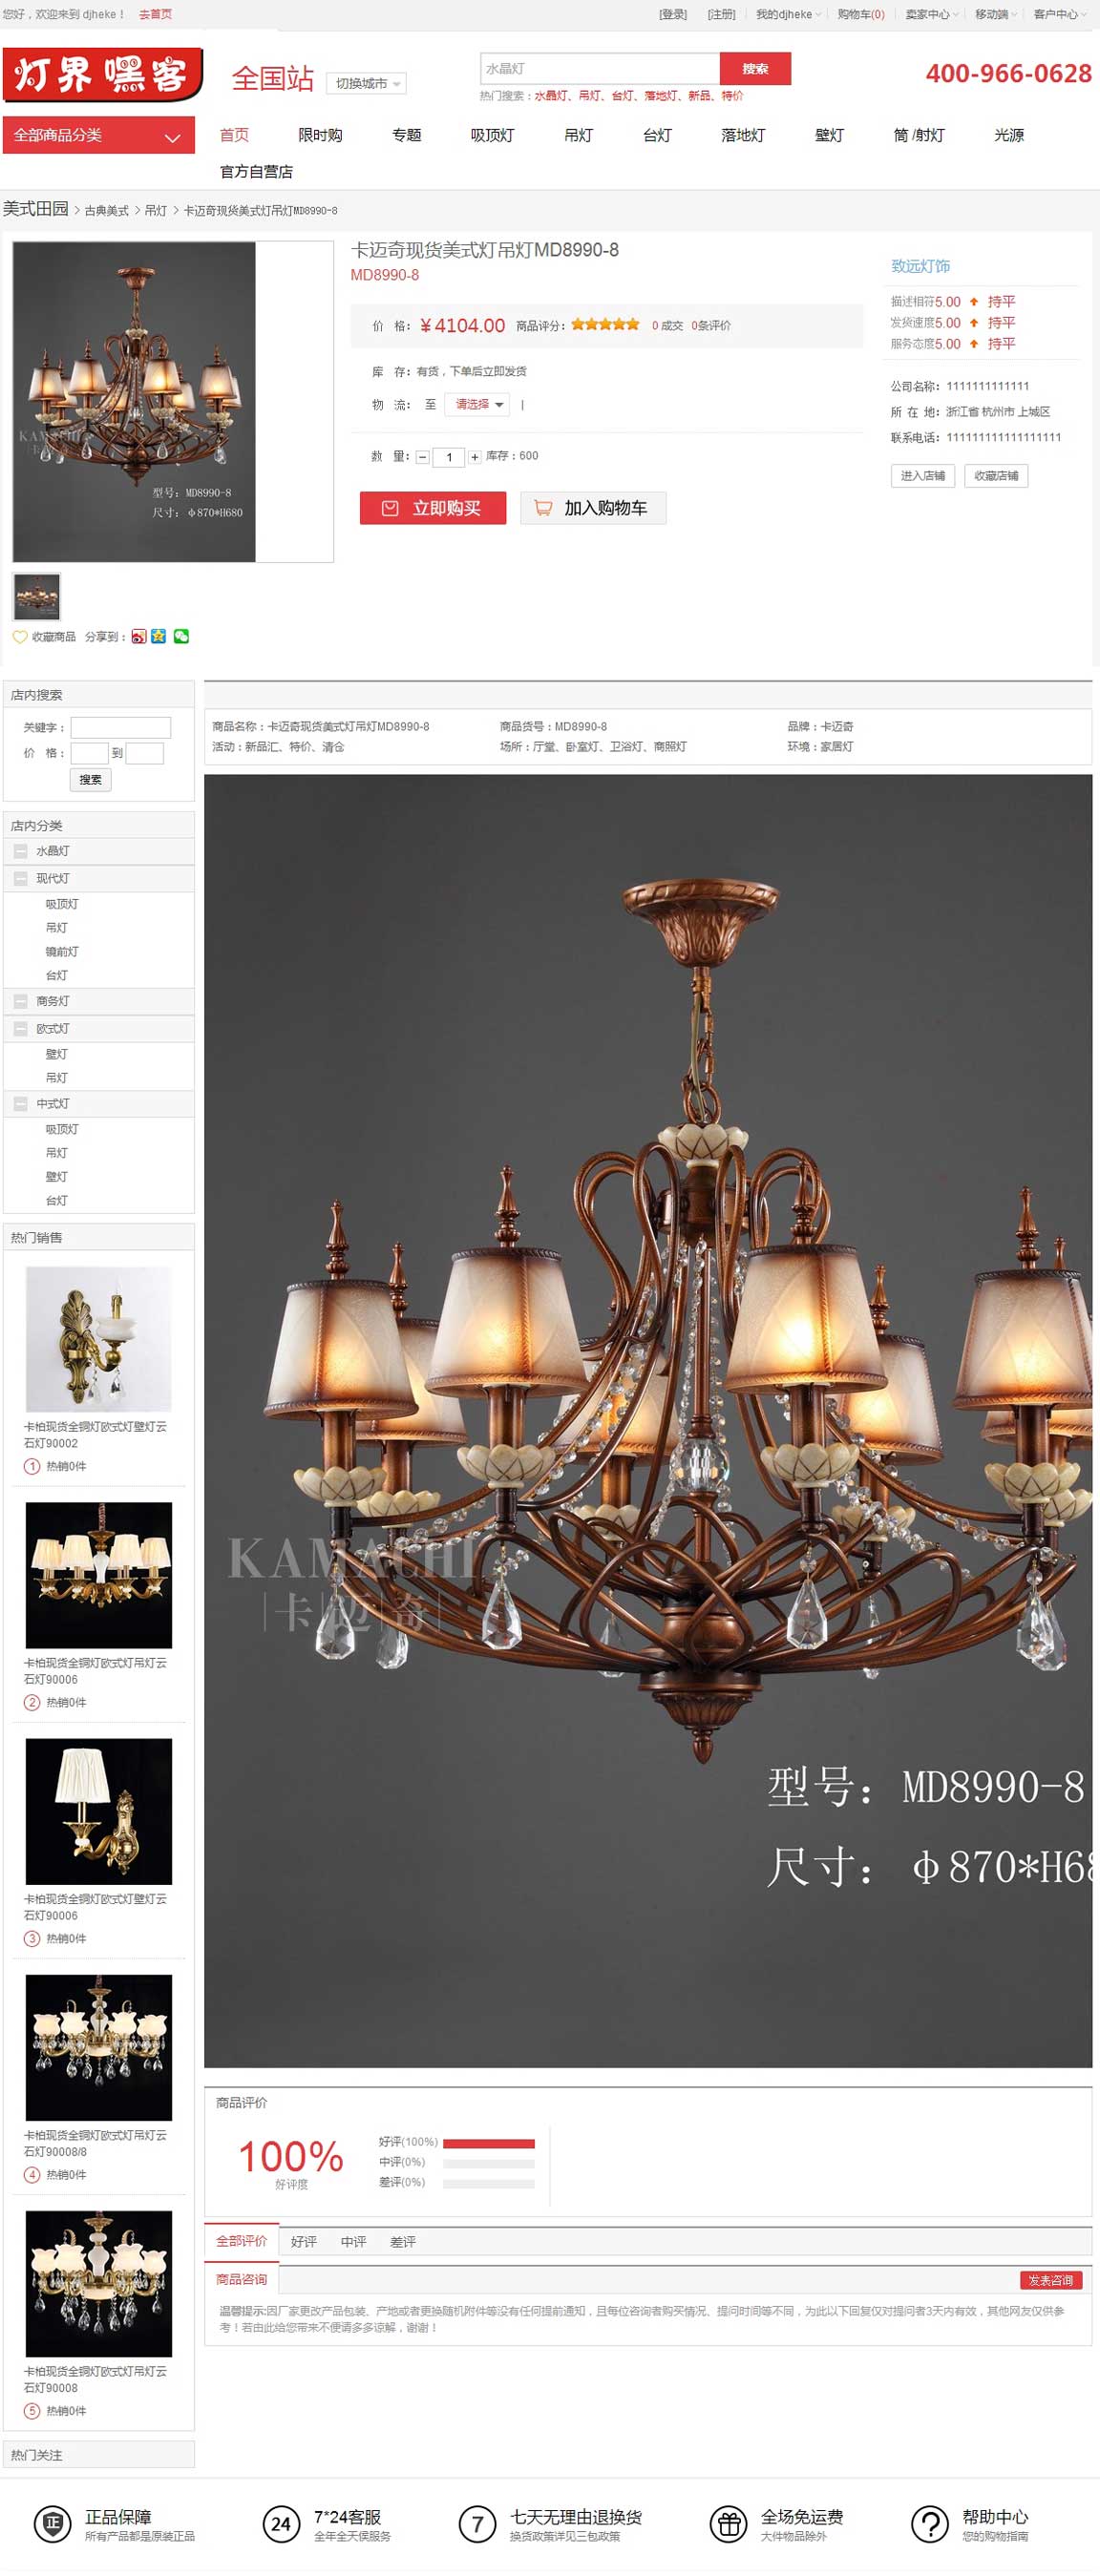 您好，欢迎来到 djheke！ 去首页
[登录] [注册] 我的djheke 购物车(0) 卖家中心 移动端 客户中心
灯界嘿客
全国站 切换城市
水晶灯 搜索
热门搜索：水晶灯、吊灯、台灯、落地灯、新品、特价
400-966-0628
全部商品分类
首页 限时购 专题 吸顶灯 吊灯 台灯 落地灯 壁灯 筒 /射灯 光源
官方自营店
美式田园 > 古典美式 > 吊灯 > 卡迈奇现货美式灯吊灯MD8990-8
KAMACHI
型号：MD8990-8
尺寸：φ870*H680
收藏商品 分享到：
卡迈奇现货美式灯吊灯MD8990-8
MD8990-8
价 格：¥4104.00 商品评分： 0 成交 0条评价
库 存：有货，下单后立即发货
物 流： 至 请选择 |
数 量： − 1 + 库存：600
立即购买 加入购物车
致远灯饰
描述相符5.00 持平
发货速度5.00 持平
服务态度5.00 持平
公司名称：1111111111111
所 在 地：浙江省 杭州市 上城区
联系电话：111111111111111111
进入店铺 收藏店铺
店内搜索
关键字：
价 格： 到
搜索
店内分类
水晶灯
现代灯
吸顶灯
吊灯
镜前灯
台灯
商务灯
欧式灯
壁灯
吊灯
中式灯
吸顶灯
吊灯
壁灯
台灯
热门销售
卡柏现货全铜灯欧式灯壁灯云
石灯90002
1 热销0件
卡柏现货全铜灯欧式灯吊灯云
石灯90006
2 热销0件
卡柏现货全铜灯欧式灯壁灯云
石灯90006
3 热销0件
卡柏现货全铜灯欧式灯吊灯云
石灯90008/8
4 热销0件
卡柏现货全铜灯欧式灯吊灯云
石灯90008
5 热销0件
热门关注
商品名称：卡迈奇现货美式灯吊灯MD8990-8 商品货号：MD8990-8 品牌：卡迈奇
活动：新品汇、特价、清仓 场所：厅堂、卧室灯、卫浴灯、商照灯 环境：家居灯
KAMACHI
卡迈奇
型号：MD8990-8
尺寸：φ870*H68
商品评价
100%
好评度
好评(100%)
中评(0%)
差评(0%)
全部评价 好评 中评 差评
商品咨询 发表咨询
温馨提示:因厂家更改产品包装、产地或者更换随机附件等没有任何提前通知，且每位咨询者购买情况、提问时间等不同，为此以下回复仅对提问者3天内有效，其他网友仅供参
考！若由此给您带来不便请多多谅解，谢谢！
正 正品保障
所有产品都是原装正品
24 7*24客服
全年全天侯服务
7 七天无理由退换货
换货政策详见三包政策
全场免运费
大件物品除外
? 帮助中心
您的购物指南